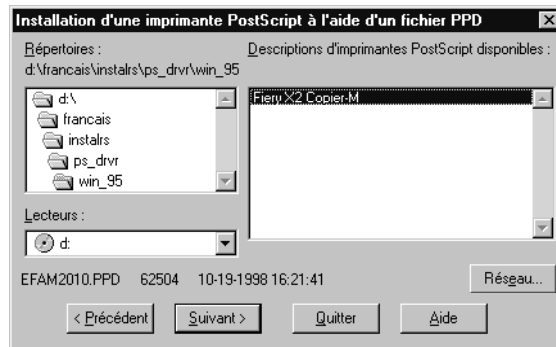 Installation d'une imprimante PostScript à l'aide d'un fichier PPD
Répertoires :
d:\francais\instalrs\ps_drvr\win_95
d:\
francais
instalrs
ps_drvr
win_95
Lecteurs :
d:
Descriptions d'imprimantes PostScript disponibles :
Fiery X2 Copier-M
EFAM2010.PPD 62504 10-19-1998 16:21:41
Réseau...
< Précédent
Suivant >
Quitter
Aide